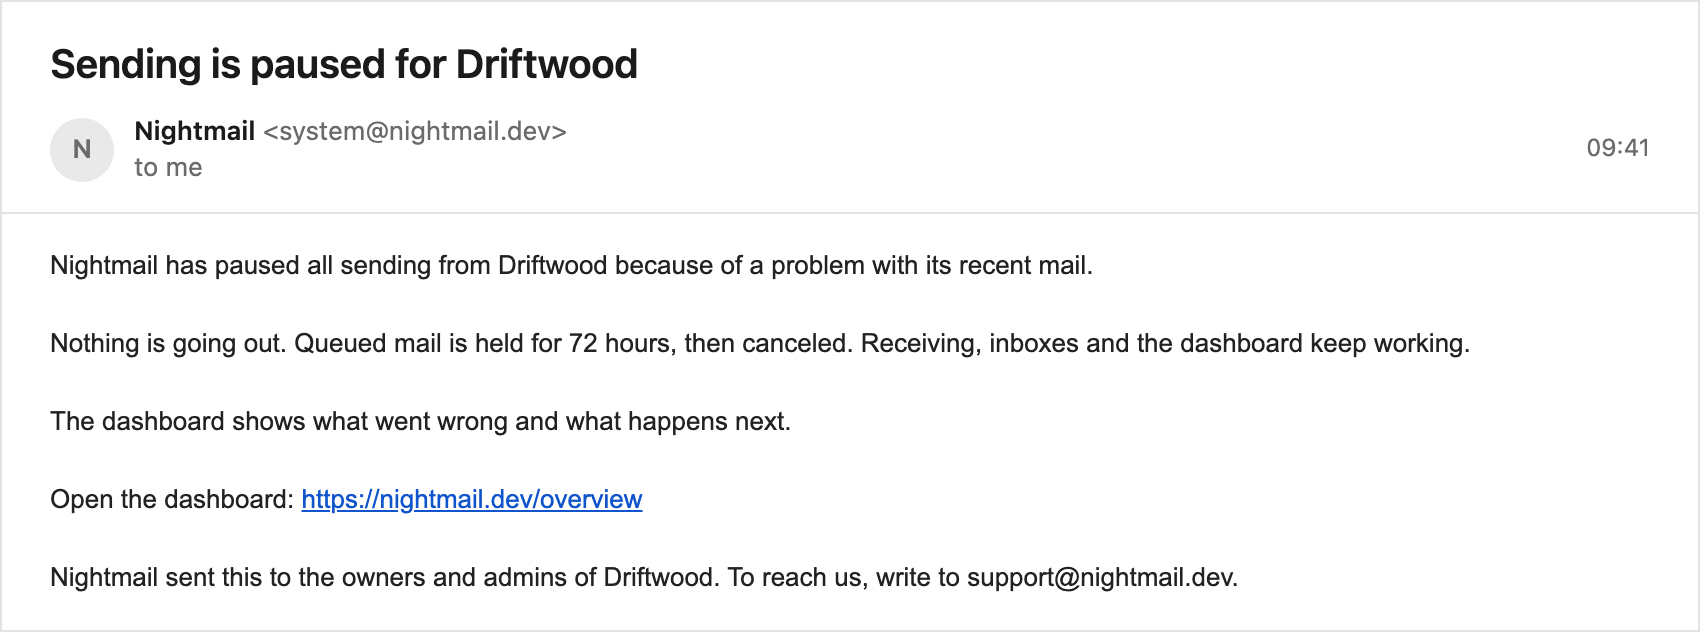 Sending is paused for Driftwood
N
Nightmail <system@nightmail.dev>
to me
09:41
Nightmail has paused all sending from Driftwood because of a problem with its recent mail.
Nothing is going out. Queued mail is held for 72 hours, then canceled. Receiving, inboxes and the dashboard keep working.
The dashboard shows what went wrong and what happens next.
Open the dashboard: https://nightmail.dev/overview
Nightmail sent this to the owners and admins of Driftwood. To reach us, write to support@nightmail.dev.